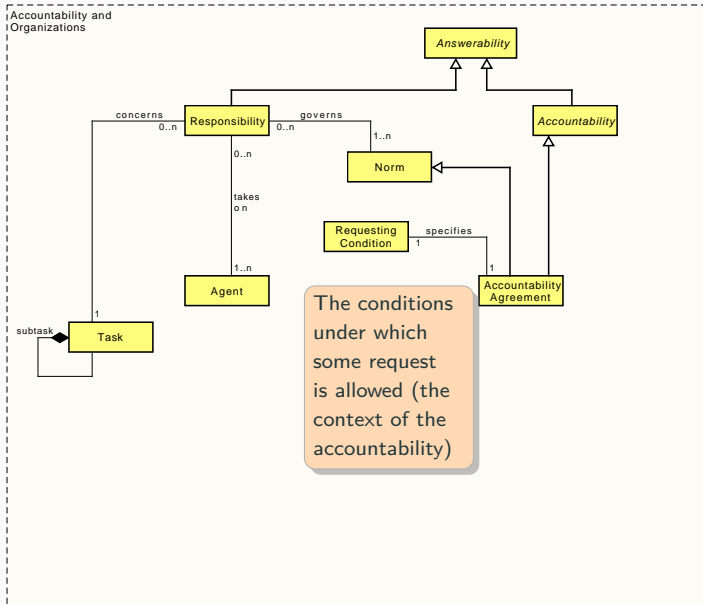 Accountability and
Organizations
Answerability
concerns
Responsibility
governs
Accountability
0..n
0..n
1..n
0..n
Norm
takes
on
Requesting
Condition
specifies
1
1
1..n
Agent
Accountability
Agreement
The conditions
under which
some request
is allowed (the
context of the
accountability)
1
subtask
Task